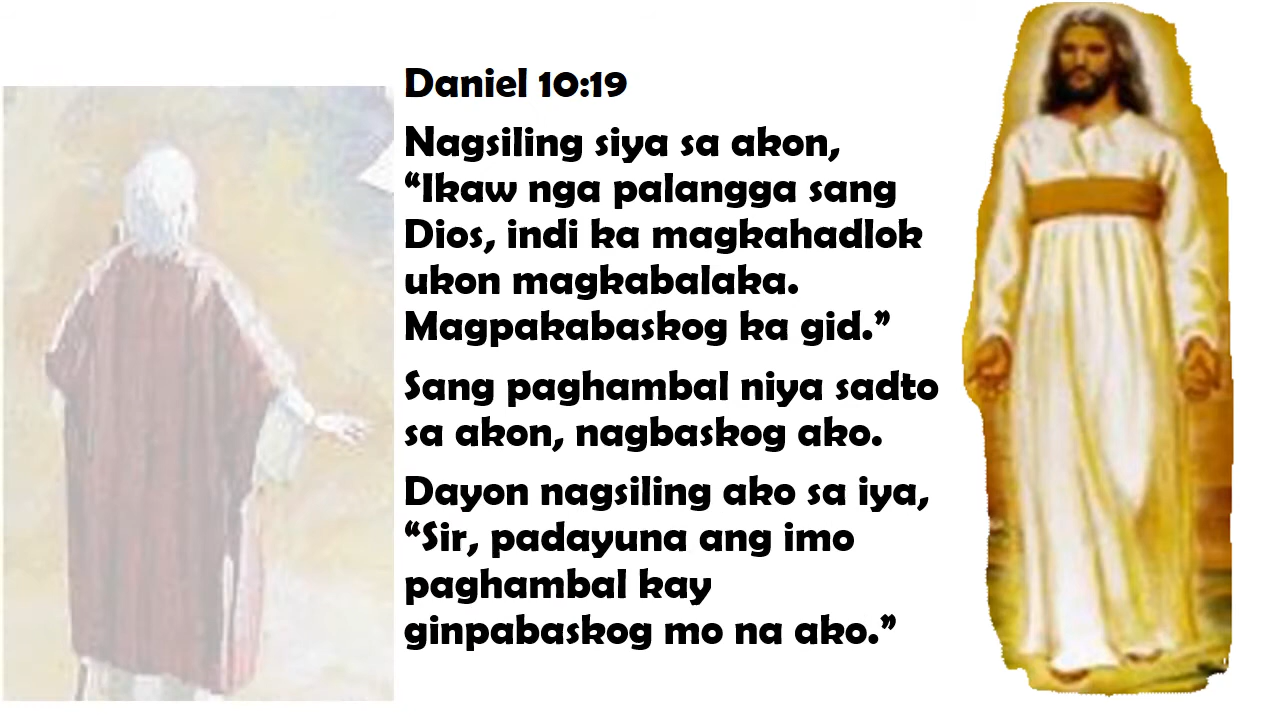 Daniel 10:19
Nagsiling siya sa akon,
“Ikaw nga palangga sang
Dios, indi ka magkahadlok
ukon magkabalaka.
Magpakabaskog ka gid.”
Sang paghambal niya sadto
sa akon, nagbaskog ako.
Dayon nagsiling ako sa iya,
“Sir, padayuna ang imo
paghambal kay
ginpabaskog mo na ako.”